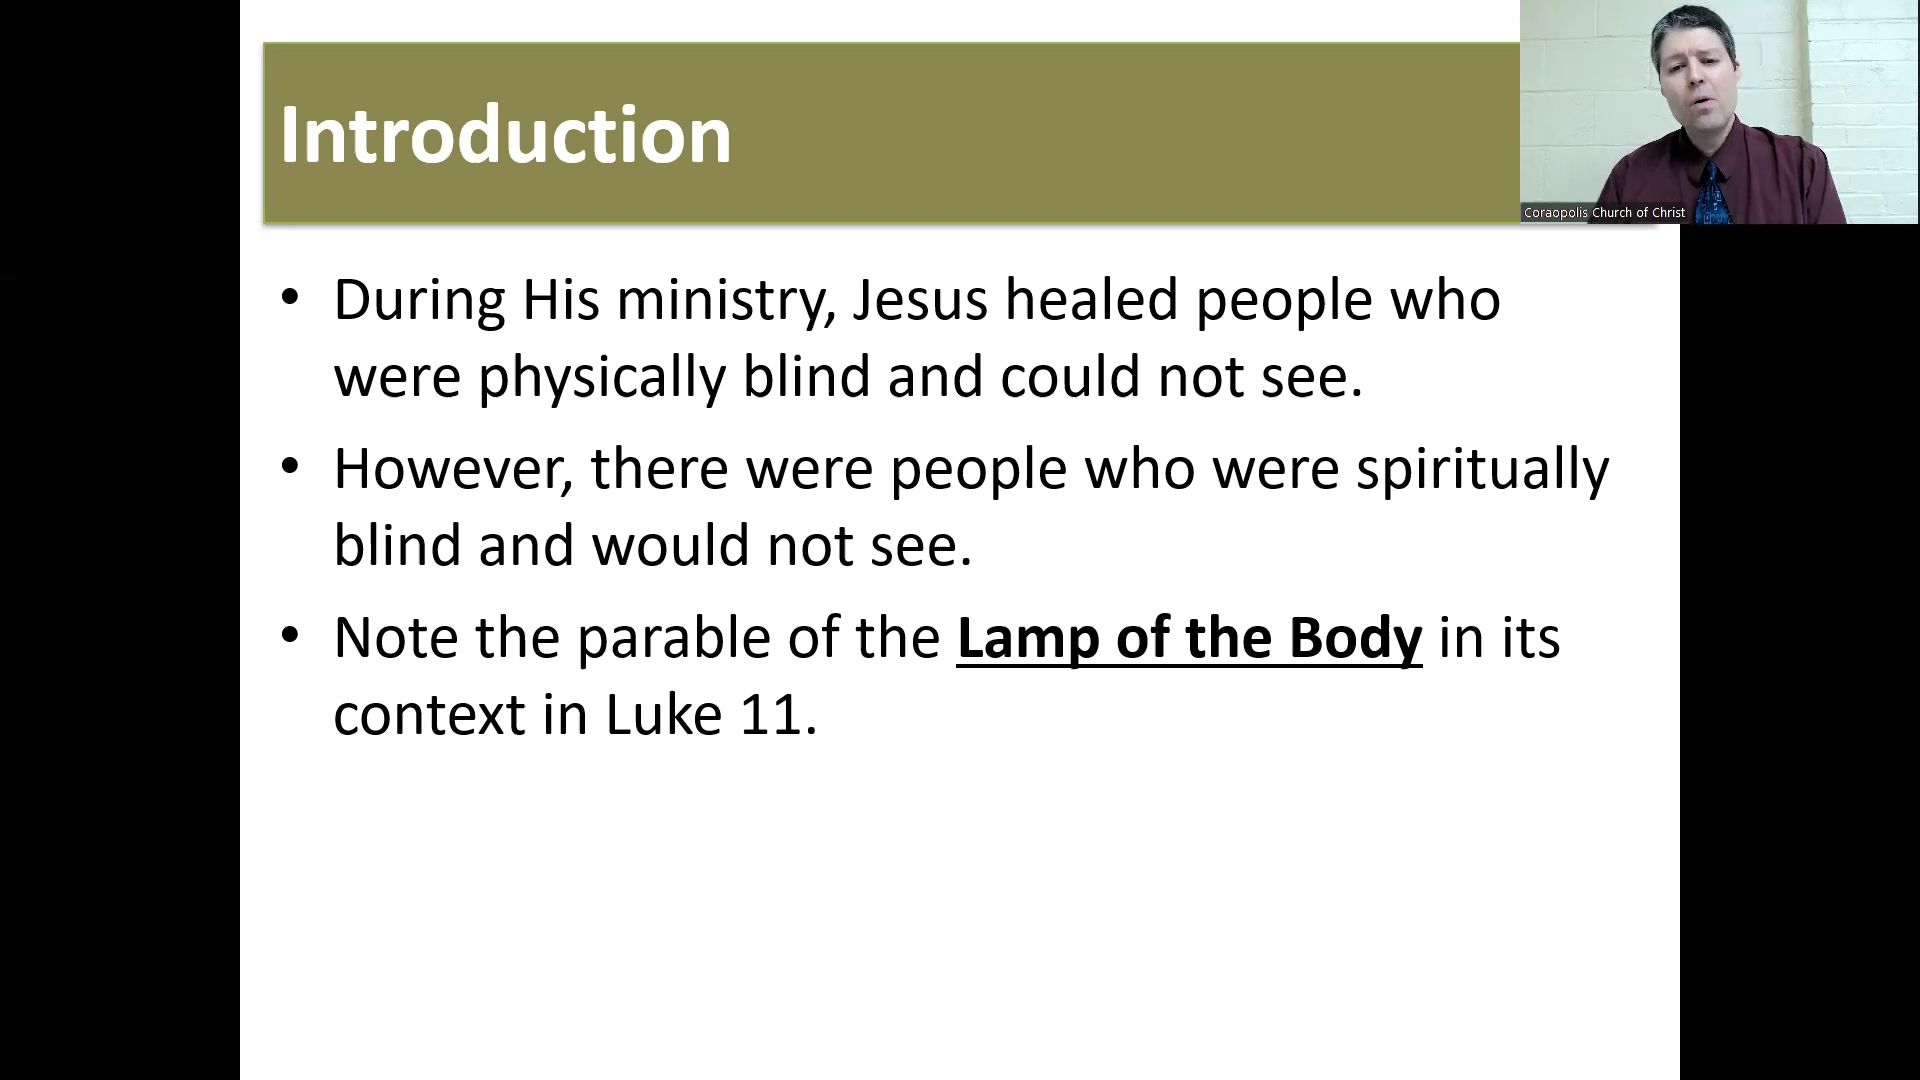 Introduction
Coraopolis Church of Christ
• During His ministry, Jesus healed people who
were physically blind and could not see.
• However, there were people who were spiritually
blind and would not see.
• Note the parable of the Lamp of the Body in its
context in Luke 11.